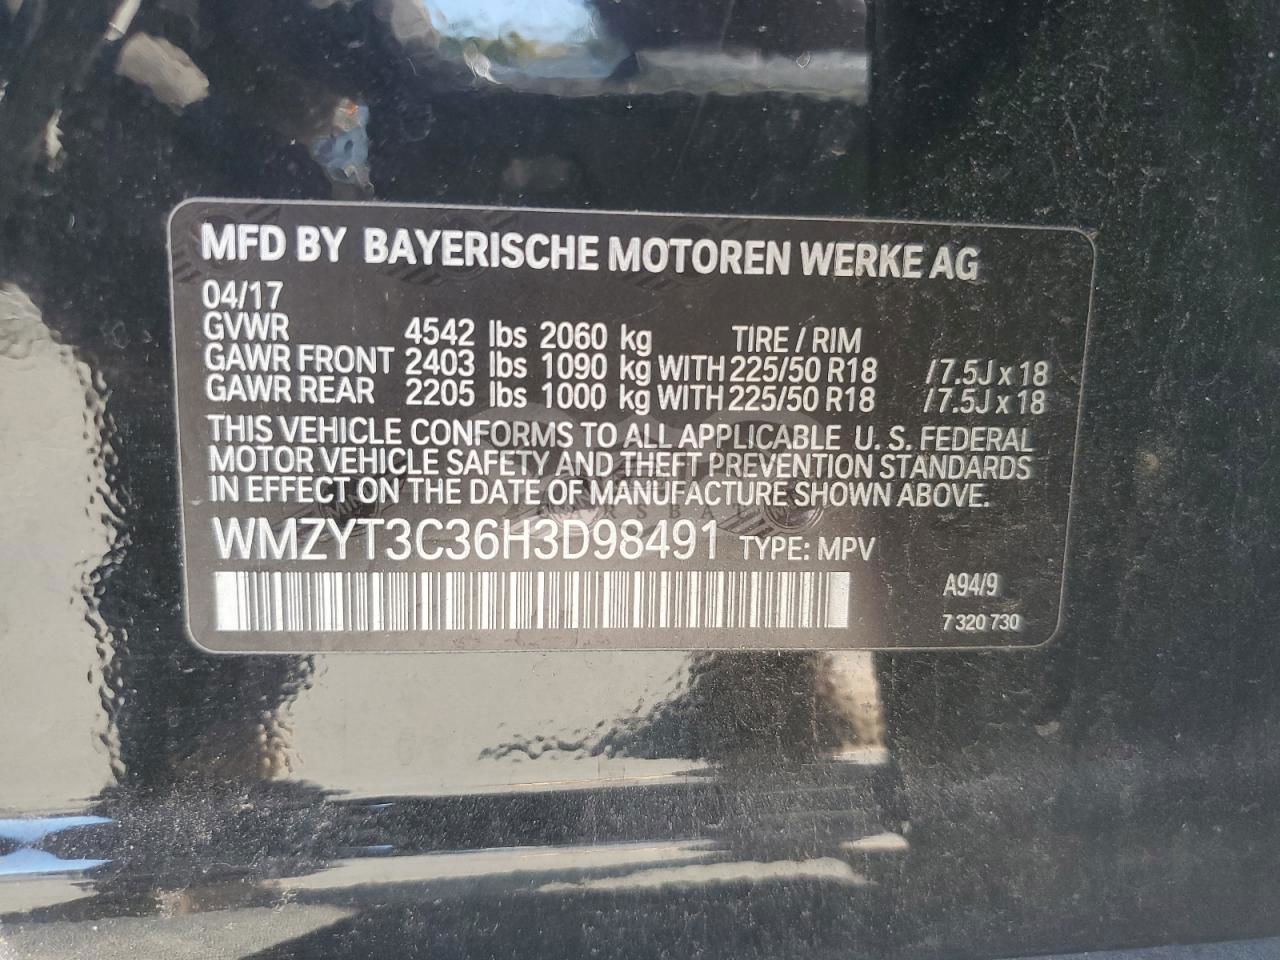 MFD BY BAYERISCHE MOTOREN WERKE AG
04/17
GVWR 4542 lbs 2060 kg TIRE / RIM
GAWR FRONT 2403 lbs 1090 kg WITH 225/50 R18 / 7.5J x 18
GAWR REAR 2205 lbs 1000 kg WITH 225/50 R18 / 7.5J x 18
THIS VEHICLE CONFORMS TO ALL APPLICABLE U. S. FEDERAL
MOTOR VEHICLE SAFETY AND THEFT PREVENTION STANDARDS
IN EFFECT ON THE DATE OF MANUFACTURE SHOWN ABOVE.
WMZYT3C36H3D98491 TYPE: MPV
A94/9
7 320 730